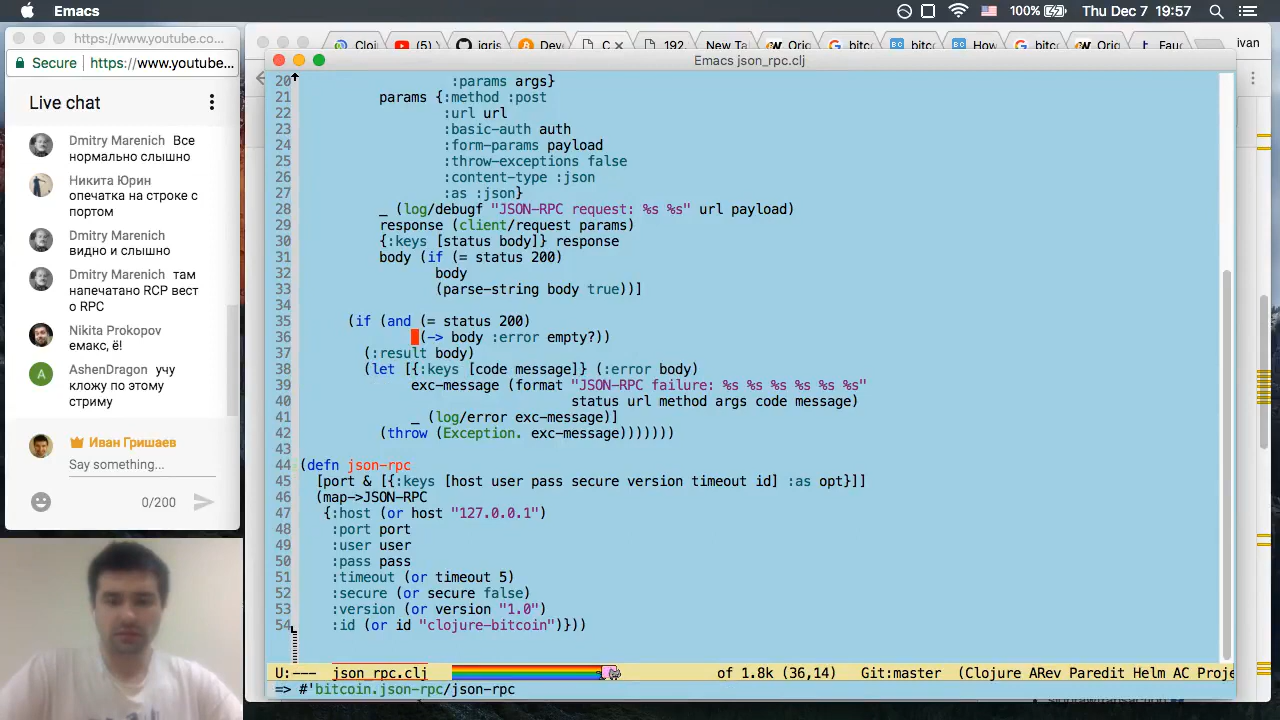 Emacs
100%
Thu Dec 7 19:57
https://www.youtube.co...
Secure
https://www.youtube...
Live chat
Dmitry Marenich Все
нормально слышно
Никита Юрин
опечатка на строке с
портом
Dmitry Marenich
видно и слышно
Dmitry Marenich там
напечатано RCP вест
о RPC
Nikita Prokopov
емакс, ё!
A
AshenDragon учу
кложу по этому
стриму
Иван Гришаев
Say something...
0/200
(5)
192
New Ta
bitc
ivan
Emacs json_rpc.clj
20 :params args}
21 params {:method :post
22 :url url
23 :basic-auth auth
24 :form-params payload
25 :throw-exceptions false
26 :content-type :json
27 :as :json}
28 _ (log/debugf "JSON-RPC request: %s %s" url payload)
29 response (client/request params)
30 {:keys [status body]} response
31 body (if (= status 200)
32 body
33 (parse-string body true))]
34
35 (if (and (= status 200)
36 (-> body :error empty?))
37 (:result body)
38 (let [{:keys [code message]} (:error body)
39 exc-message (format "JSON-RPC failure: %s %s %s %s %s %s"
40 status url method args code message)
41 _ (log/error exc-message)]
42 (throw (Exception. exc-message)))))))
43
44 (defn json-rpc
45 [port & [{:keys [host user pass secure version timeout id] :as opt}]]
46 (map->JSON-RPC
47 {:host (or host "127.0.0.1")
48 :port port
49 :user user
50 :pass pass
51 :timeout (or timeout 5)
52 :secure (or secure false)
53 :version (or version "1.0")
54 :id (or id "clojure-bitcoin")}))
U:--- json_rpc.clj of 1.8k (36,14) Git:master (Clojure ARev Paredit Helm AC Proje
=> #'bitcoin.json-rpc/json-rpc